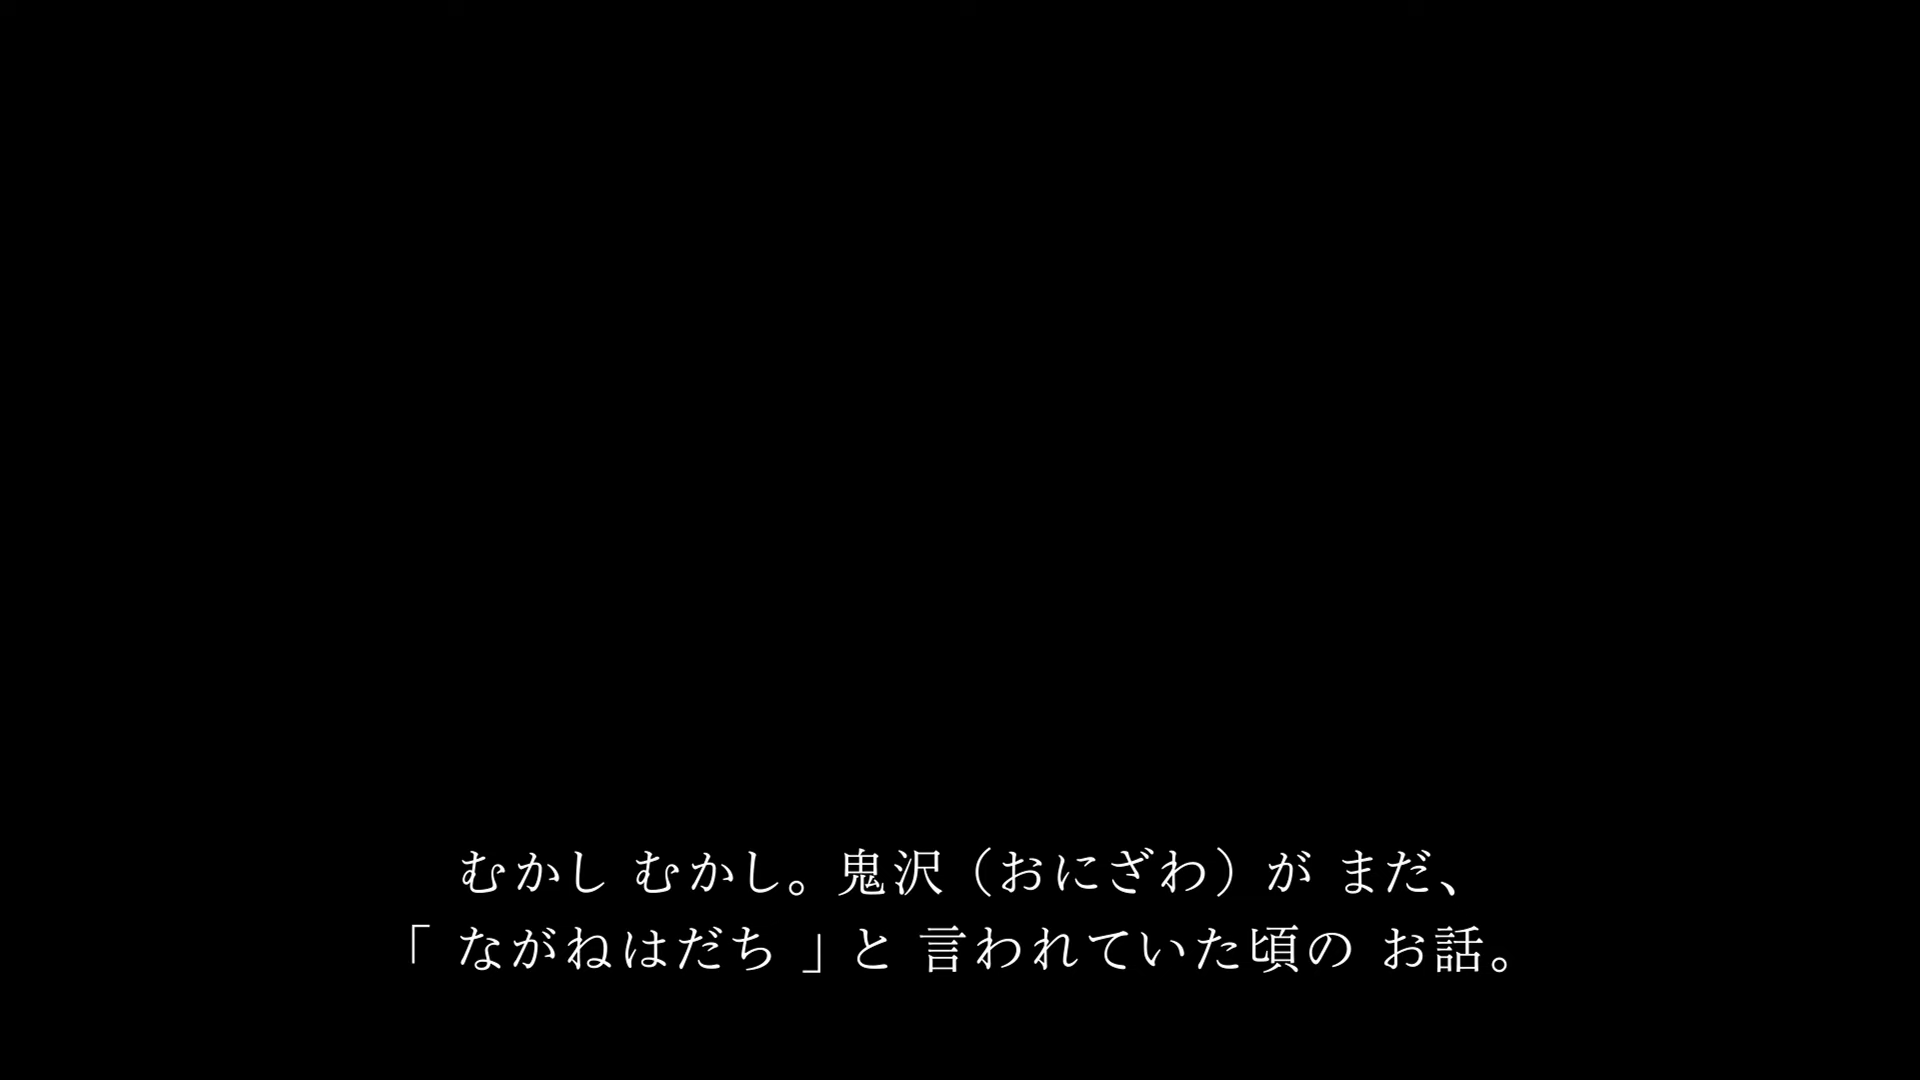 むかし むかし。鬼沢（おにざわ）が まだ、
「 ながねはだち 」と 言われていた頃の お話。